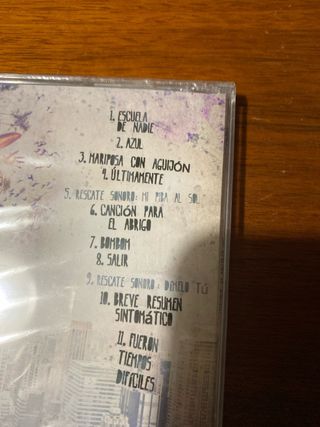 1. ESCUELA
DE NADIE
2. AZUL
3. MARIPOSA CON AGUIJÓN
4. ÚLTIMAMENTE
5. RESCATE SONORO: MI PIBA AL SOL
6. CANCIÓN PARA
EL ABRIGO
7. BOMBOM
8. SALIR
9. RESCATE SONORO: DEMELO TÚ
10. BREVE RESUMEN
SINTOMÁTICO
11. FUERON
TIEMPOS
DIFÍCILES